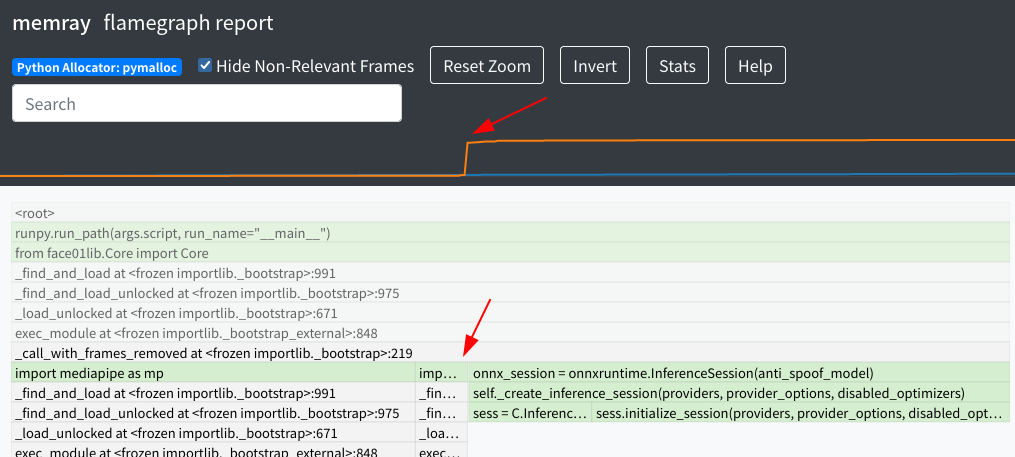 memray flamegraph report
Python Allocator: pymalloc Hide Non-Relevant Frames Reset Zoom Invert Stats Help
Search
<root>
runpy.run_path(args.script, run_name="__main__")
from face01lib.Core import Core
_find_and_load at <frozen importlib._bootstrap>:991
_find_and_load_unlocked at <frozen importlib._bootstrap>:975
_load_unlocked at <frozen importlib._bootstrap>:671
exec_module at <frozen importlib._bootstrap_external>:848
_call_with_frames_removed at <frozen importlib._bootstrap>:219
import mediapipe as mp imp… onnx_session = onnxruntime.InferenceSession(anti_spoof_model)
_find_and_load at <frozen importlib._bootstrap>:991 _fin… self._create_inference_session(providers, provider_options, disabled_optimizers)
_find_and_load_unlocked at <frozen importlib._bootstrap>:975 _fin… sess = C.Inferenc… sess.initialize_session(providers, provider_options, disabled_opt…
_load_unlocked at <frozen importlib._bootstrap>:671 _loa…
exec_module at <frozen importlib._bootstrap_external>:848 exec…